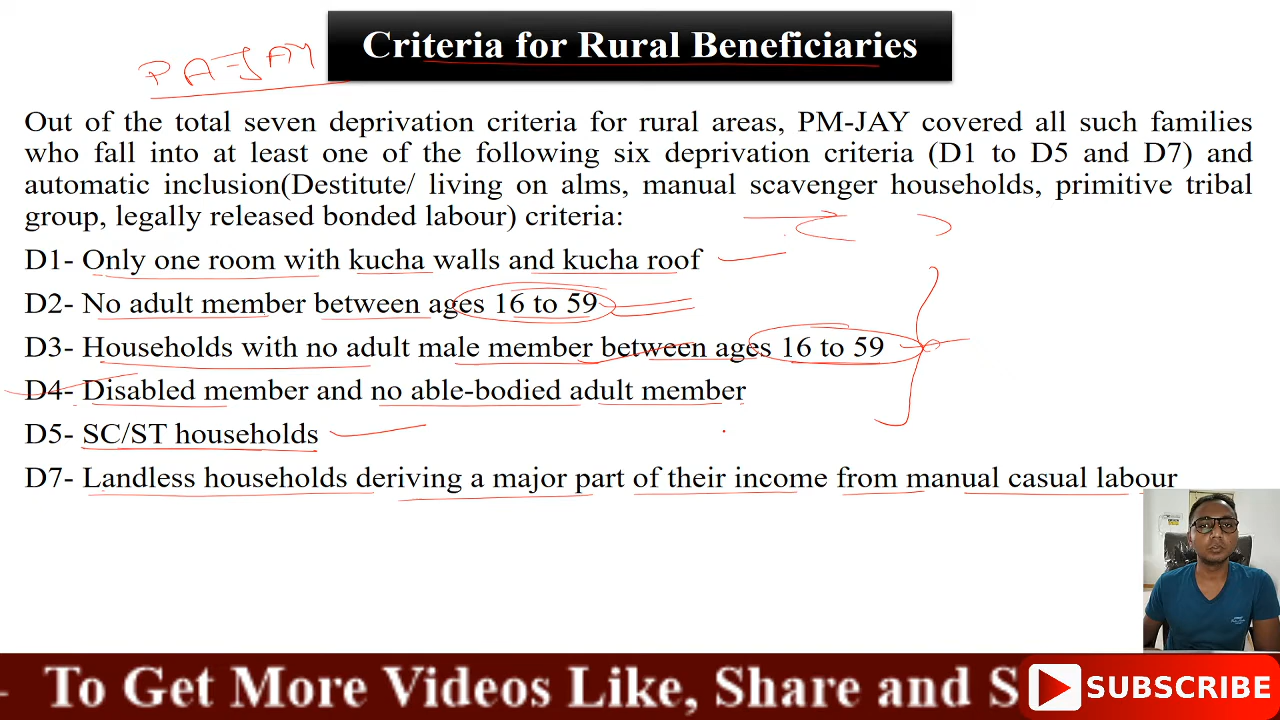 Criteria for Rural Beneficiaries
PM-JAY
Out of the total seven deprivation criteria for rural areas, PM-JAY covered all such families
who fall into at least one of the following six deprivation criteria (D1 to D5 and D7) and
automatic inclusion(Destitute/ living on alms, manual scavenger households, primitive tribal
group, legally released bonded labour) criteria:
D1- Only one room with kucha walls and kucha roof
D2- No adult member between ages 16 to 59
D3- Households with no adult male member between ages 16 to 59
D4- Disabled member and no able-bodied adult member
D5- SC/ST households
D7- Landless households deriving a major part of their income from manual casual labour
- To Get More Videos Like, Share and S
SUBSCRIBE